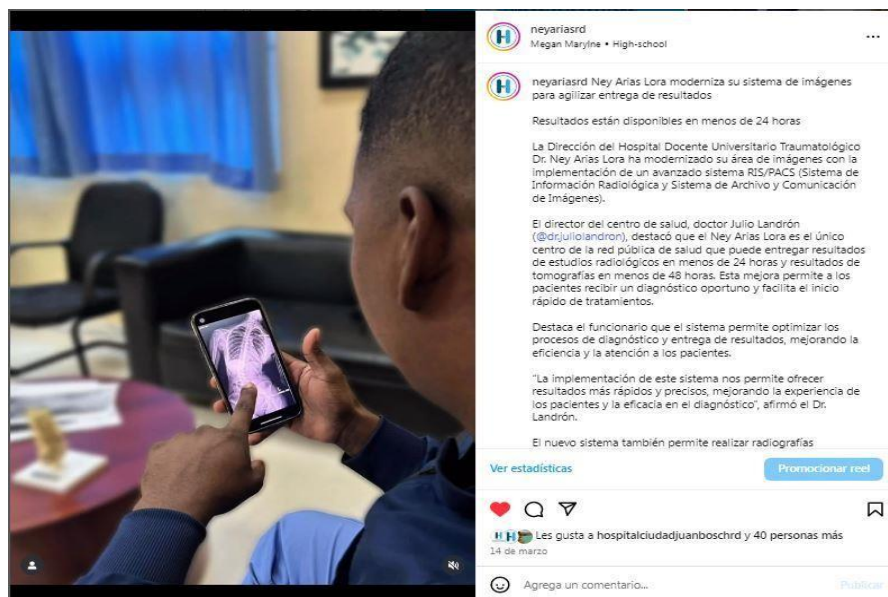 neyariasrd
Megan Marylne • High-school
neyariasrd Ney Arias Lora moderniza su sistema de imágenes
para agilizar entrega de resultados
Resultados están disponibles en menos de 24 horas
La Dirección del Hospital Docente Universitario Traumatológico
Dr. Ney Arias Lora ha modernizado su área de imágenes con la
implementación de un avanzado sistema RIS/PACS (Sistema de
Información Radiológica y Sistema de Archivo y Comunicación
de Imágenes).
El director del centro de salud, doctor Julio Landrón
(@dr.juliolandron), destacó que el Ney Arias Lora es el único
centro de la red pública de salud que puede entregar resultados
de estudios radiológicos en menos de 24 horas y resultados de
tomografías en menos de 48 horas. Esta mejora permite a los
pacientes recibir un diagnóstico oportuno y facilita el inicio
rápido de tratamientos.
Destaca el funcionario que el sistema permite optimizar los
procesos de diagnóstico y entrega de resultados, mejorando la
eficiencia y la atención a los pacientes.
"La implementación de este sistema nos permite ofrecer
resultados más rápidos y precisos, mejorando la experiencia de
los pacientes y la eficacia en el diagnóstico", afirmó el Dr.
Landrón.
El nuevo sistema también permite realizar radiografías
Ver estadísticas
Promocionar reel
Les gusta a hospitalciudadjuanboschrd y 40 personas más
14 de marzo
Agrega un comentario...
Publicar